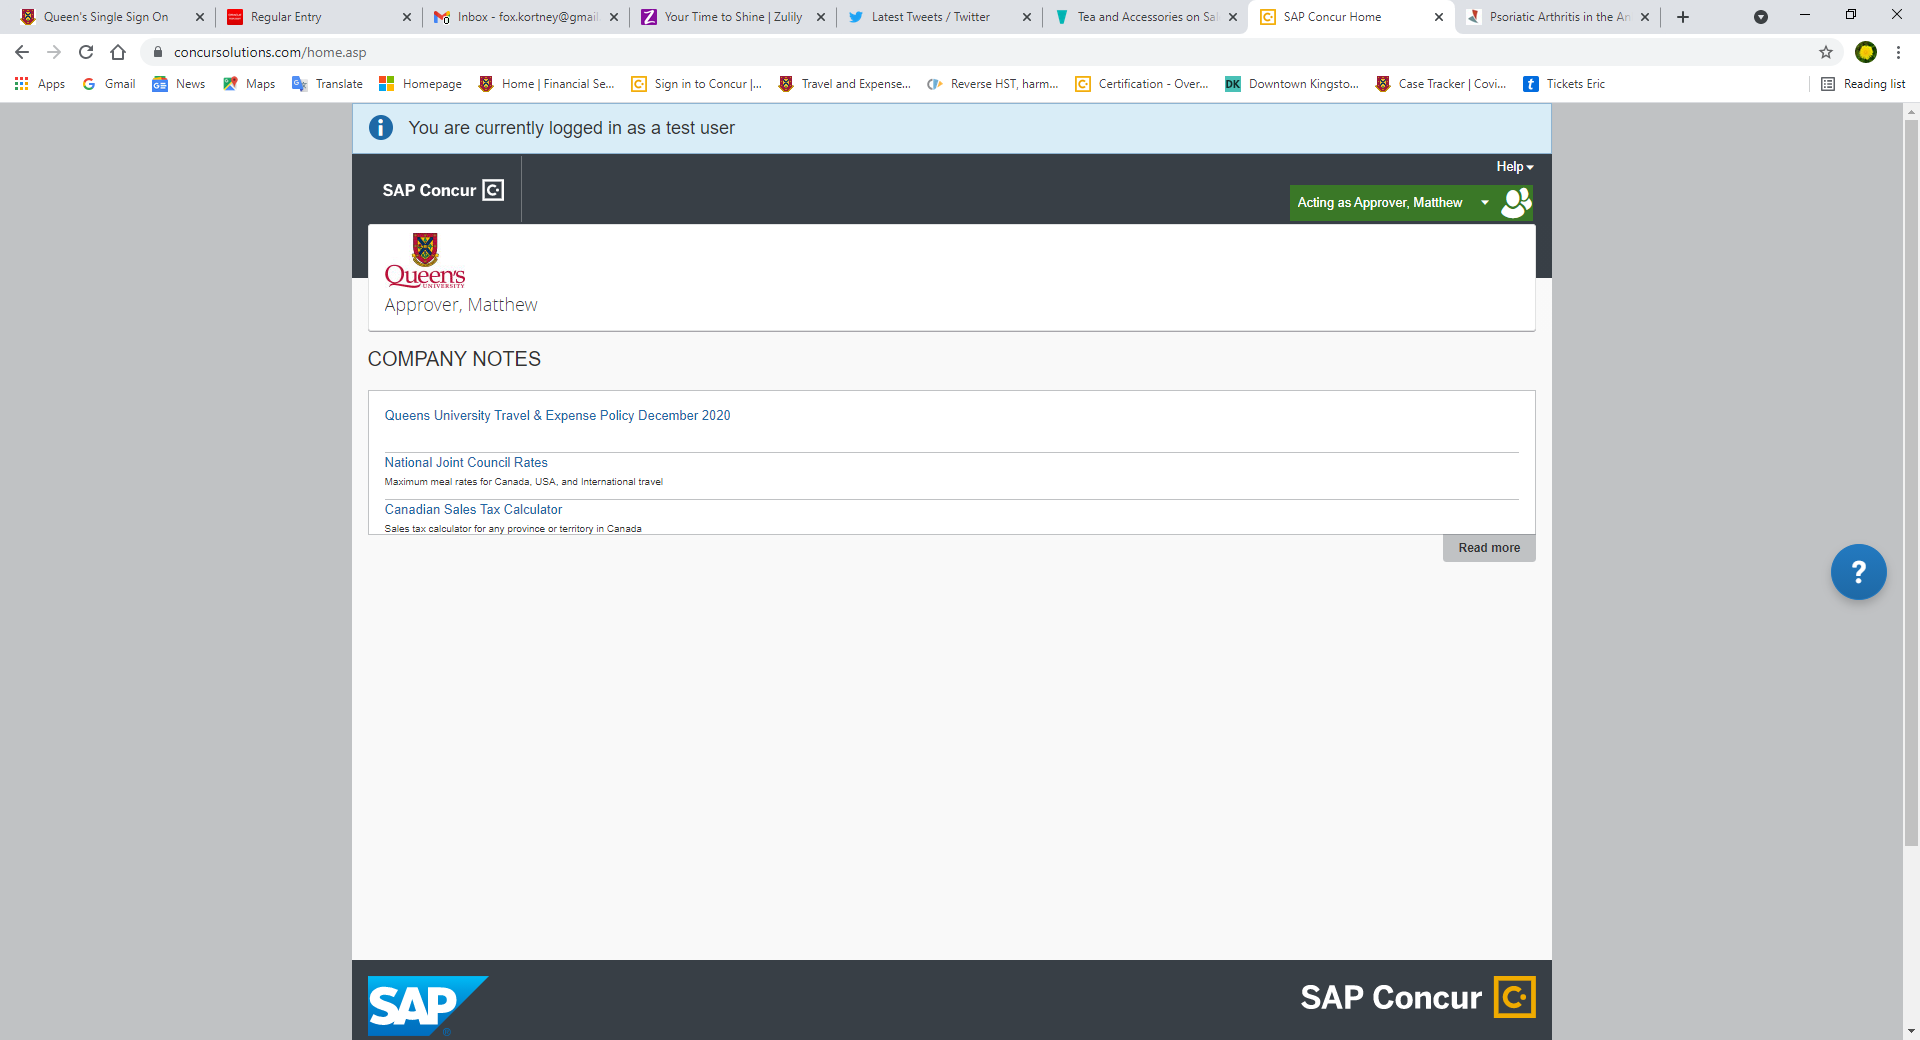 Queen's Single Sign On
Regular Entry
Inbox - fox.kortney@gmail.
Your Time to Shine | Zulily
Latest Tweets / Twitter
Tea and Accessories on Sal
SAP Concur Home
Psoriatic Arthritis in the An
concursolutions.com/home.asp
Apps
Gmail
News
Maps
Translate
Homepage
Home | Financial Se...
Sign in to Concur |...
Travel and Expense...
Reverse HST, harm...
Certification - Over...
DK
Downtown Kingsto...
Case Tracker | Covi...
t
Tickets Eric
Reading list
You are currently logged in as a test user
Help
SAP Concur
Acting as Approver, Matthew
Queen's
UNIVERSITY
Approver, Matthew
COMPANY NOTES
Queens University Travel & Expense Policy December 2020
National Joint Council Rates
Maximum meal rates for Canada, USA, and International travel
Canadian Sales Tax Calculator
Sales tax calculator for any province or territory in Canada
Read more
?
SAP
SAP Concur